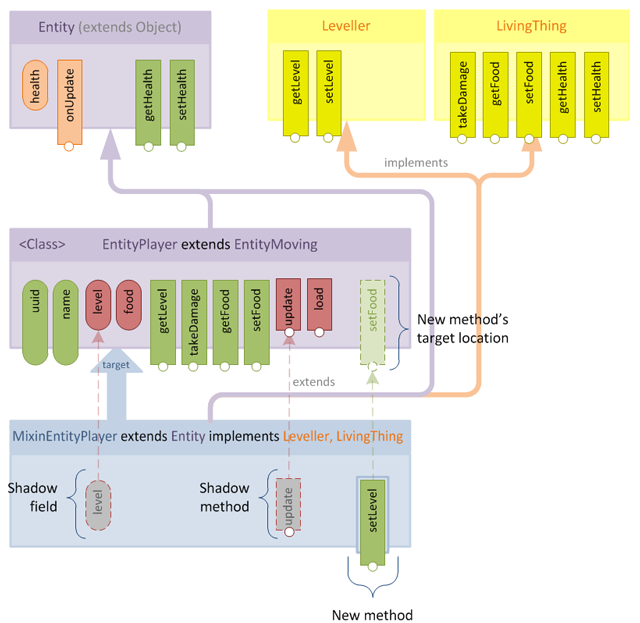 Entity (extends Object)
health
onUpdate
getHealth
setHealth
Leveller
getLevel
setLevel
LivingThing
takeDamage
getFood
setFood
getHealth
setHealth
implements
<Class> EntityPlayer extends EntityMoving
uuid
name
level
food
getLevel
takeDamage
getFood
setFood
update
load
setFood
New method's
target location
target
extends
MixinEntityPlayer extends Entity implements Leveller, LivingThing
Shadow
field
level
Shadow
method
update
setLevel
New method